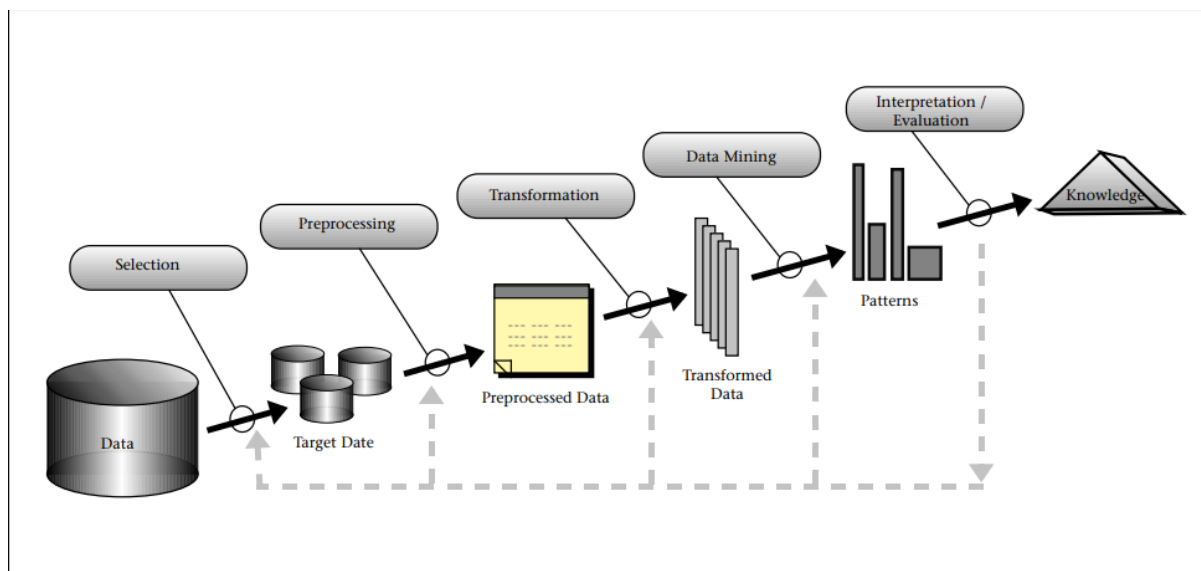 Interpretation /
Evaluation
Data Mining
Transformation
Preprocessing
Selection
Knowledge
Patterns
Transformed
Data
Preprocessed Data
Target Date
Data